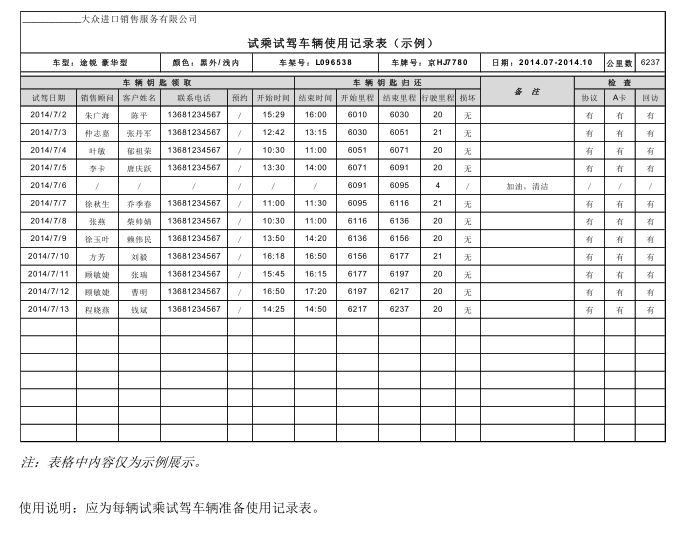 ____________大众进口销售服务有限公司
试乘试驾车辆使用记录表（示例）
车型：途锐 豪华型 颜色：黑外/浅内 车架号：L096538 车牌号：京HJ7780 日期：2014.07-2014.10 公里数 6237
车辆钥匙领取 车辆钥匙归还 备 注 检 查
试驾日期 销售顾问 客户姓名 联系电话 预约 开始时间 结束时间 开始里程 结束里程 行驶里程 损坏 协议 A卡 回访
2014/7/2 朱广海 陈平 13681234567 / 15:29 16:00 6010 6030 20 无 有 有 有
2014/7/3 仲志嘉 张丹军 13681234567 / 12:42 13:15 6030 6051 21 无 有 有 有
2014/7/4 叶敏 郁祖荣 13681234567 / 10:30 11:00 6051 6071 20 无 有 有 有
2014/7/5 李卡 唐庆跃 13681234567 / 13:30 14:00 6071 6091 20 无 有 有 有
2014/7/6 / / / / / / 6091 6095 4 / 加油，清洁 / / /
2014/7/7 徐秋生 乔季春 13681234567 / 11:00 11:30 6095 6116 21 无 有 有 有
2014/7/8 张燕 柴帅婧 13681234567 / 10:30 11:00 6116 6136 20 无 有 有 有
2014/7/9 徐玉叶 赖伟民 13681234567 / 13:50 14:20 6136 6156 20 无 有 有 有
2014/7/10 方芳 刘毅 13681234567 / 16:18 16:50 6156 6177 21 无 有 有 有
2014/7/11 顾敏婕 张瑞 13681234567 / 15:45 16:15 6177 6197 20 无 有 有 有
2014/7/12 顾敏婕 曹明 13681234567 / 16:50 17:20 6197 6217 20 无 有 有 有
2014/7/13 程晓燕 钱斌 13681234567 / 14:25 14:50 6217 6237 20 无 有 有 有
注：表格中内容仅为示例展示。
使用说明：应为每辆试乘试驾车辆准备使用记录表。